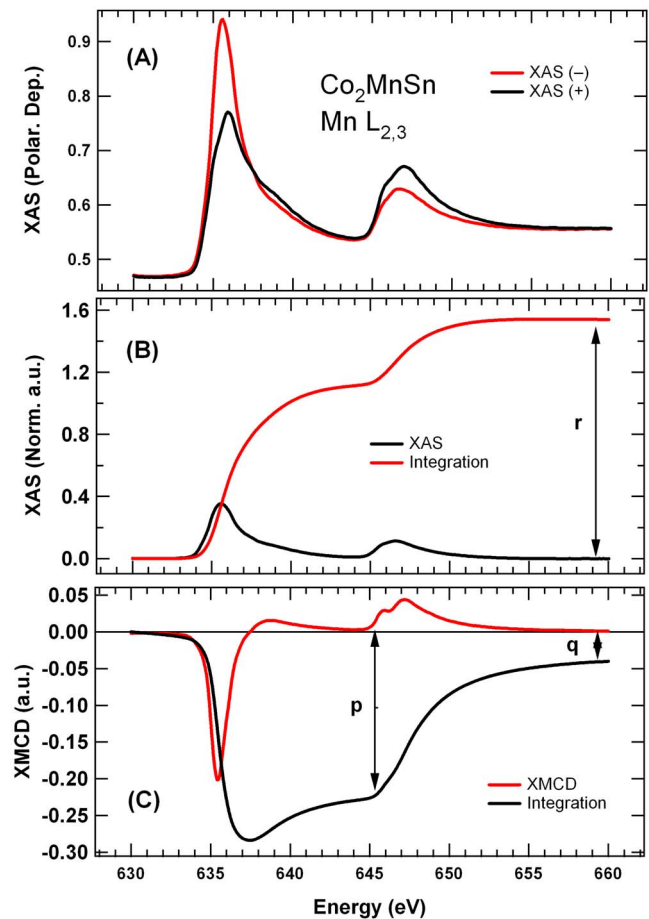 (A)
Co2MnSn
Mn L2,3
XAS (–)
XAS (+)
XAS (Polar. Dep.)
0.9
0.8
0.7
0.6
0.5
(B)
XAS (Norm. a.u.)
1.6
1.2
0.8
0.4
0.0
XAS
Integration
r
XMCD (a.u.)
0.05
0.00
-0.05
-0.10
-0.15
-0.20
-0.25
-0.30
p
q
(C)
XMCD
Integration
630 635 640 645 650 655 660
Energy (eV)